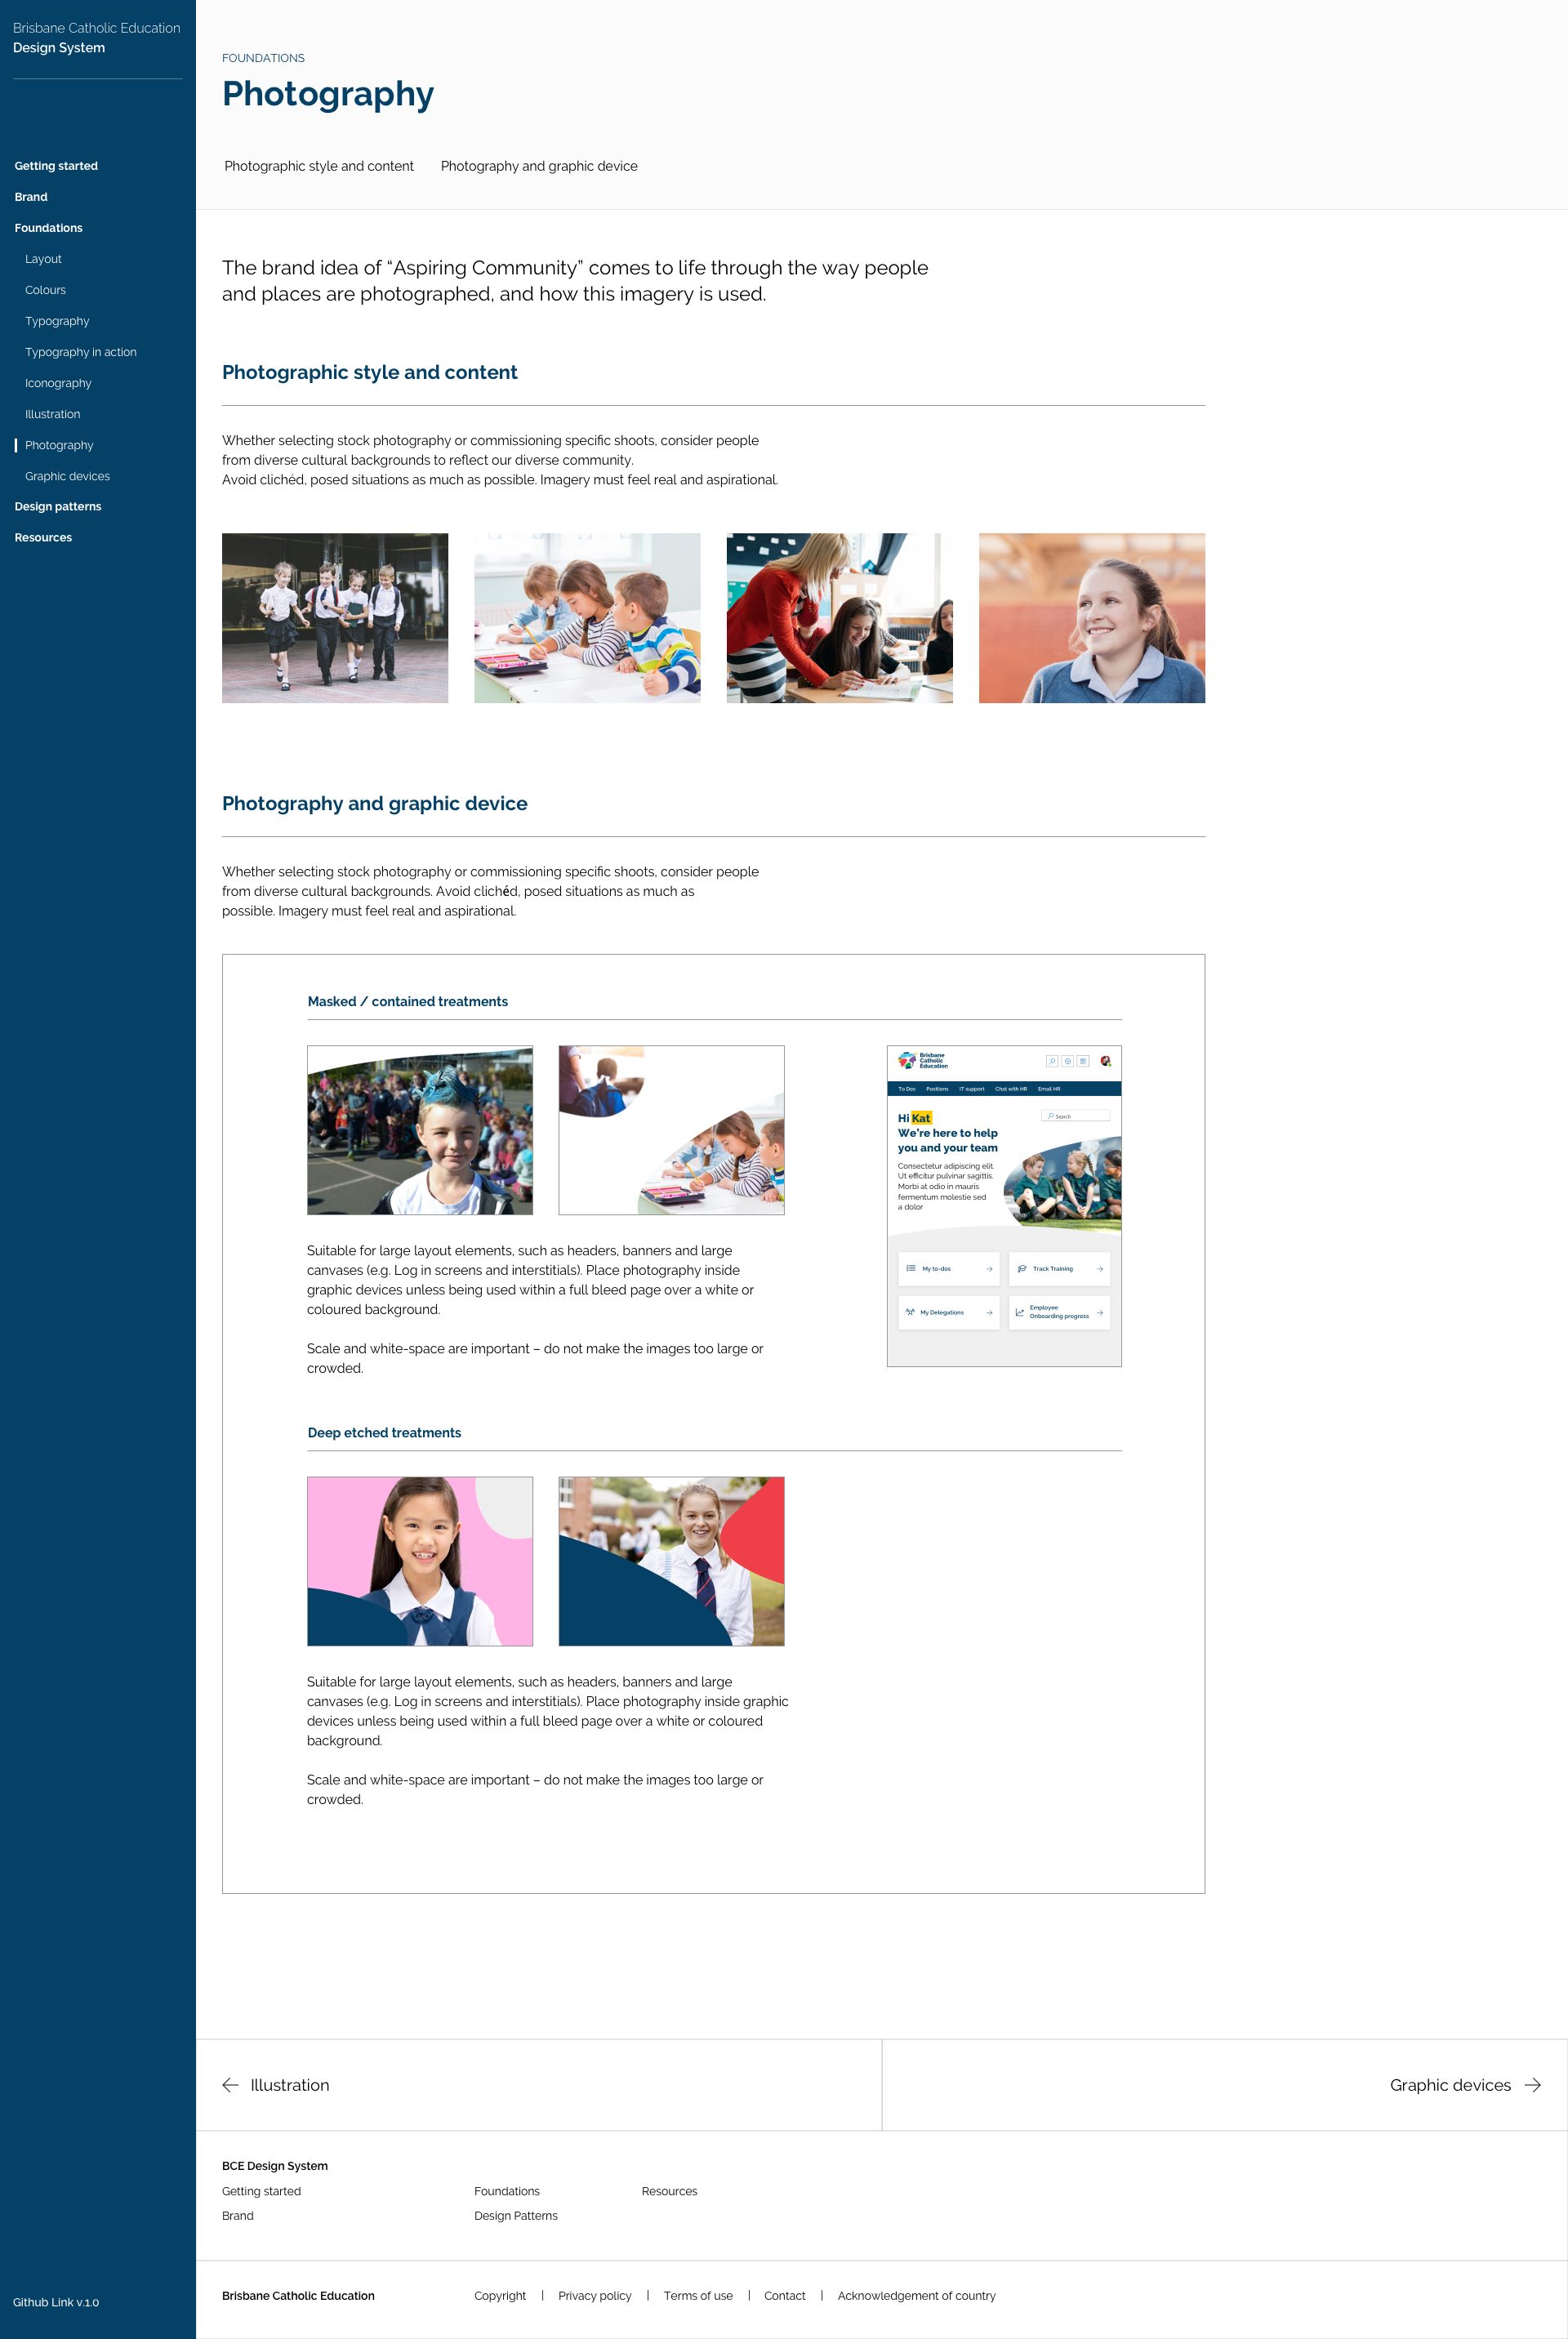 Brisbane Catholic Education
Design System
Getting started
Brand
Foundations
Layout
Colours
Typography
Typography in action
Iconography
Illustration
Photography
Graphic devices
Design patterns
Resources
Github Link v.1.0
FOUNDATIONS
Photography
Photographic style and content
Photography and graphic device
The brand idea of “Aspiring Community” comes to life through the way people
and places are photographed, and how this imagery is used.
Photographic style and content
Whether selecting stock photography or commissioning specific shoots, consider people
from diverse cultural backgrounds to reflect our diverse community.
Avoid clichéd, posed situations as much as possible. Imagery must feel real and aspirational.
Photography and graphic device
Whether selecting stock photography or commissioning specific shoots, consider people
from diverse cultural backgrounds. Avoid clichéd, posed situations as much as
possible. Imagery must feel real and aspirational.
Masked / contained treatments
Suitable for large layout elements, such as headers, banners and large
canvases (e.g. Log in screens and interstitials). Place photography inside
graphic devices unless being used within a full bleed page over a white or
coloured background.
Scale and white-space are important – do not make the images too large or
crowded.
Brisbane
Catholic
Education
To Dos
Positions
IT support
Chat with HR
Email HR
Search
Hi Kat
We're here to help
you and your team
Consectetur adipiscing elit.
Ut efficitur pulvinar sagittis.
Morbi at odio in mauris
fermentum molestie sed
a dolor
My to-dos
Track Training
My Delegations
Employee
Onboarding progress
Deep etched treatments
Suitable for large layout elements, such as headers, banners and large
canvases (e.g. Log in screens and interstitials). Place photography inside graphic
devices unless being used within a full bleed page over a white or coloured
background.
Scale and white-space are important – do not make the images too large or
crowded.
Illustration
Graphic devices
BCE Design System
Getting started
Foundations
Resources
Brand
Design Patterns
Brisbane Catholic Education
Copyright | Privacy policy | Terms of use | Contact | Acknowledgement of country